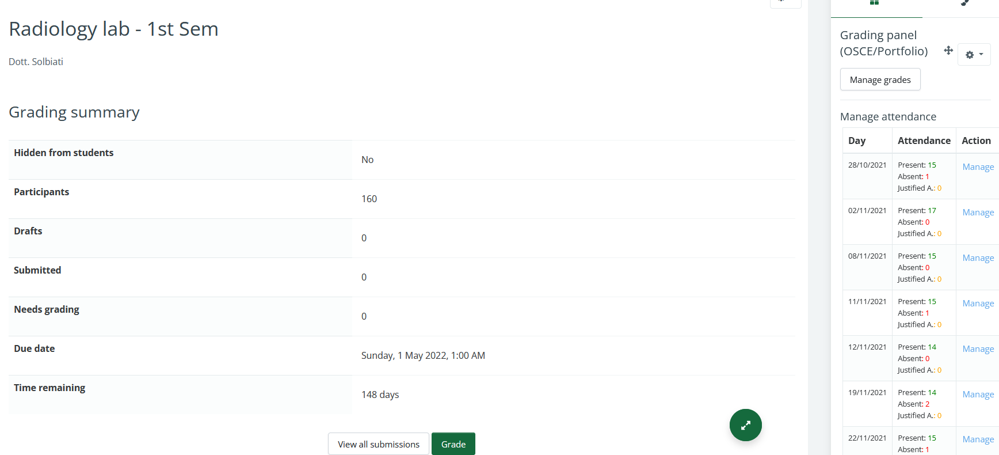 Radiology lab - 1st Sem
Dott. Solbiati
Grading summary
Hidden from students
No
Participants
160
Drafts
0
Submitted
0
Needs grading
0
Due date
Sunday, 1 May 2022, 1:00 AM
Time remaining
148 days
View all submissions
Grade
Grading panel
(OSCE/Portfolio)
Manage grades
Manage attendance
Day Attendance Action
28/10/2021 Present: 15 Manage
Absent: 1
Justified A.: 0
02/11/2021 Present: 17 Manage
Absent: 0
Justified A.: 0
08/11/2021 Present: 15 Manage
Absent: 0
Justified A.: 0
11/11/2021 Present: 15 Manage
Absent: 1
Justified A.: 0
12/11/2021 Present: 14 Manage
Absent: 0
Justified A.: 0
19/11/2021 Present: 14 Manage
Absent: 2
Justified A.: 0
22/11/2021 Present: 15 Manage
Absent: 1